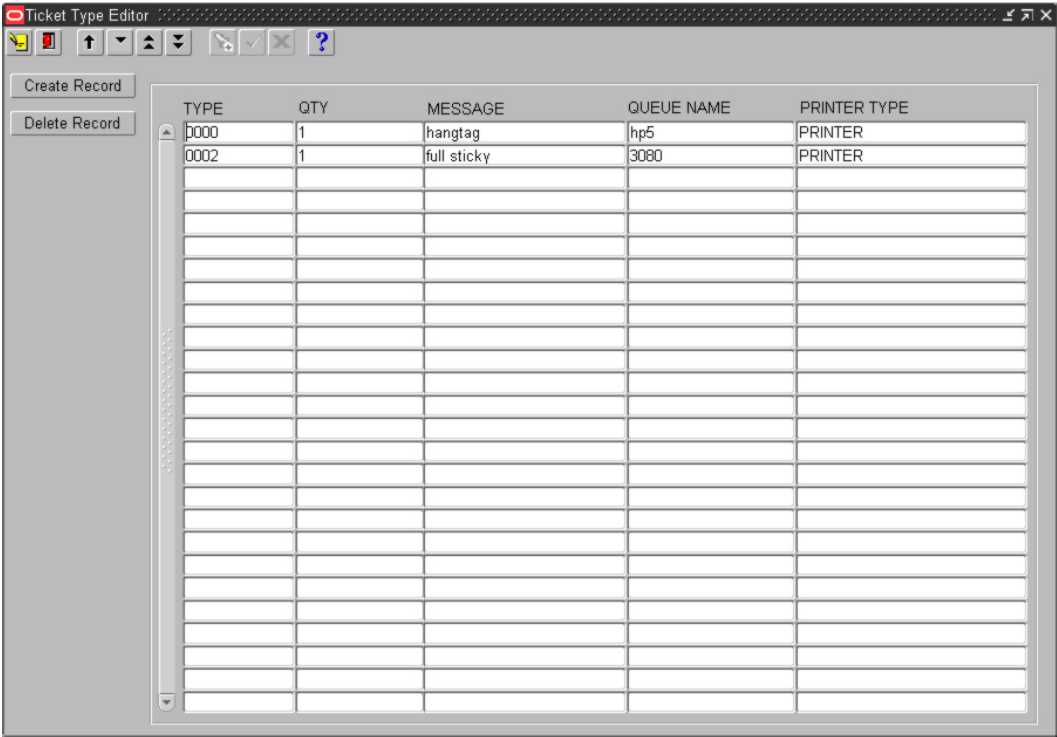 Ticket Type Editor
?
Create Record
Delete Record
TYPE QTY MESSAGE QUEUE NAME PRINTER TYPE
0000 1 hangtag hp5 PRINTER
0002 1 full sticky 3080 PRINTER